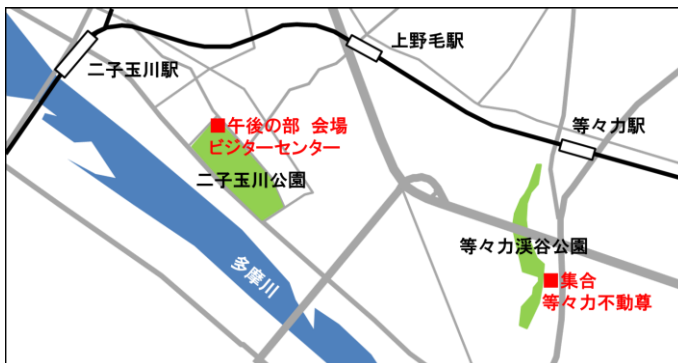 上野毛駅
二子玉川駅
等々力駅
■午後の部 会場
ビジターセンター
二子玉川公園
等々力渓谷公園
多摩川
■集合
等々力不動尊